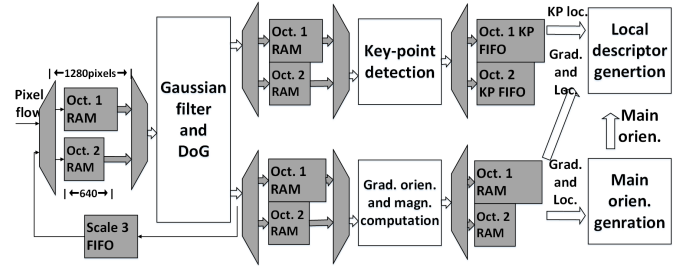 |←1280pixels→|
Pixel
flow
Oct. 1
RAM
Oct. 2
RAM
|←640→|
Scale 3
FIFO
Gaussian
filter
and
DoG
Oct. 1
RAM
Oct. 2
RAM
Key-point
detection
Oct. 1 KP
FIFO
Oct. 2
KP FIFO
KP loc.
Grad.
and
Loc.
Local
descriptor
genertion
Main
orien.
Oct. 1
RAM
Oct. 2
RAM
Grad. orien.
and magn.
computation
Oct. 1
RAM
Oct. 2
RAM
Grad.
and
Loc.
Main
orien.
genration